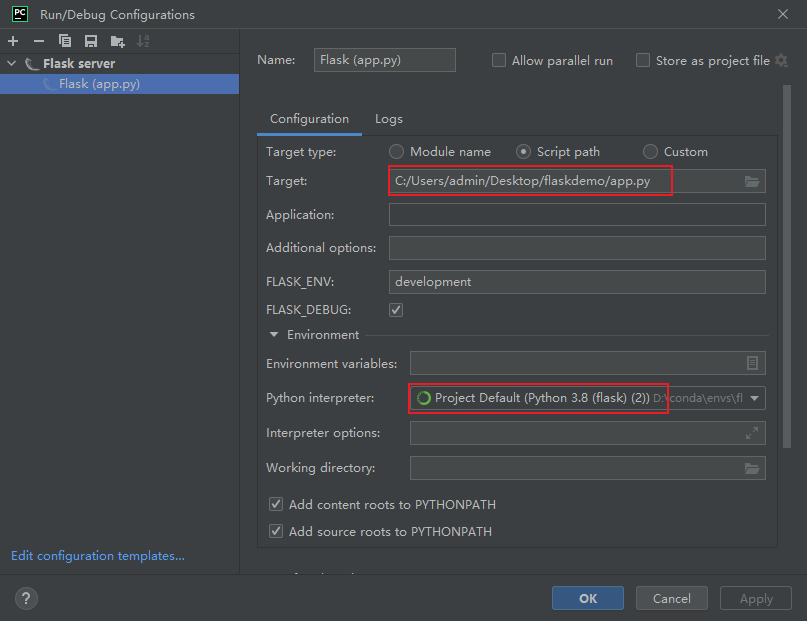 PC Run/Debug Configurations
Flask server
Flask (app.py)
Name: Flask (app.py) Allow parallel run Store as project file
Configuration Logs
Target type: Module name Script path Custom
Target: C:/Users/admin/Desktop/flaskdemo/app.py
Application:
Additional options:
FLASK_ENV: development
FLASK_DEBUG:
Environment
Environment variables:
Python interpreter: Project Default (Python 3.8 (flask) (2)) D:\conda\envs\fl
Interpreter options:
Working directory:
Add content roots to PYTHONPATH
Add source roots to PYTHONPATH
Edit configuration templates...
? OK Cancel Apply